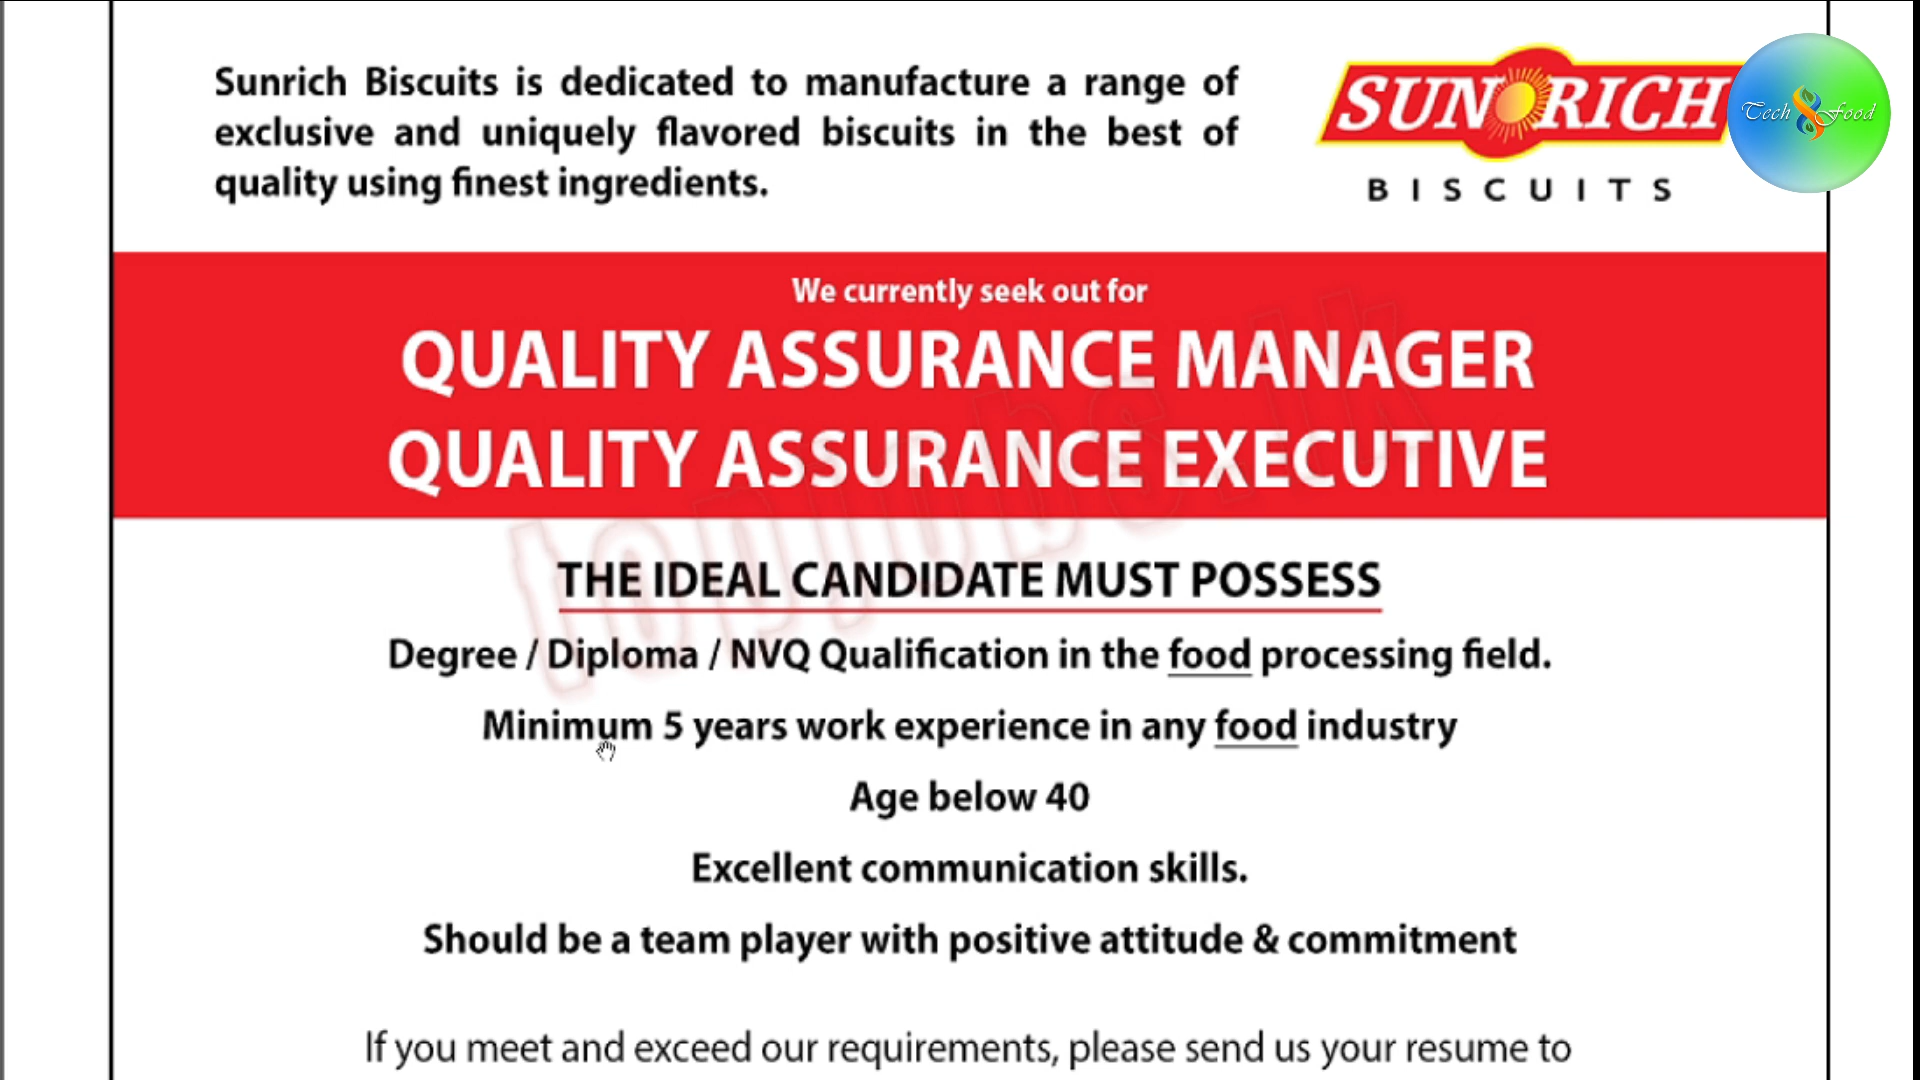 Sunrich Biscuits is dedicated to manufacture a range of
exclusive and uniquely flavored biscuits in the best of
quality using finest ingredients.
SUNRICH
BISCUITS
Tech Food
We currently seek out for
QUALITY ASSURANCE MANAGER
QUALITY ASSURANCE EXECUTIVE
topjobs.lk
THE IDEAL CANDIDATE MUST POSSESS
Degree / Diploma / NVQ Qualification in the food processing field.
Minimum 5 years work experience in any food industry
Age below 40
Excellent communication skills.
Should be a team player with positive attitude & commitment
If you meet and exceed our requirements, please send us your resume to